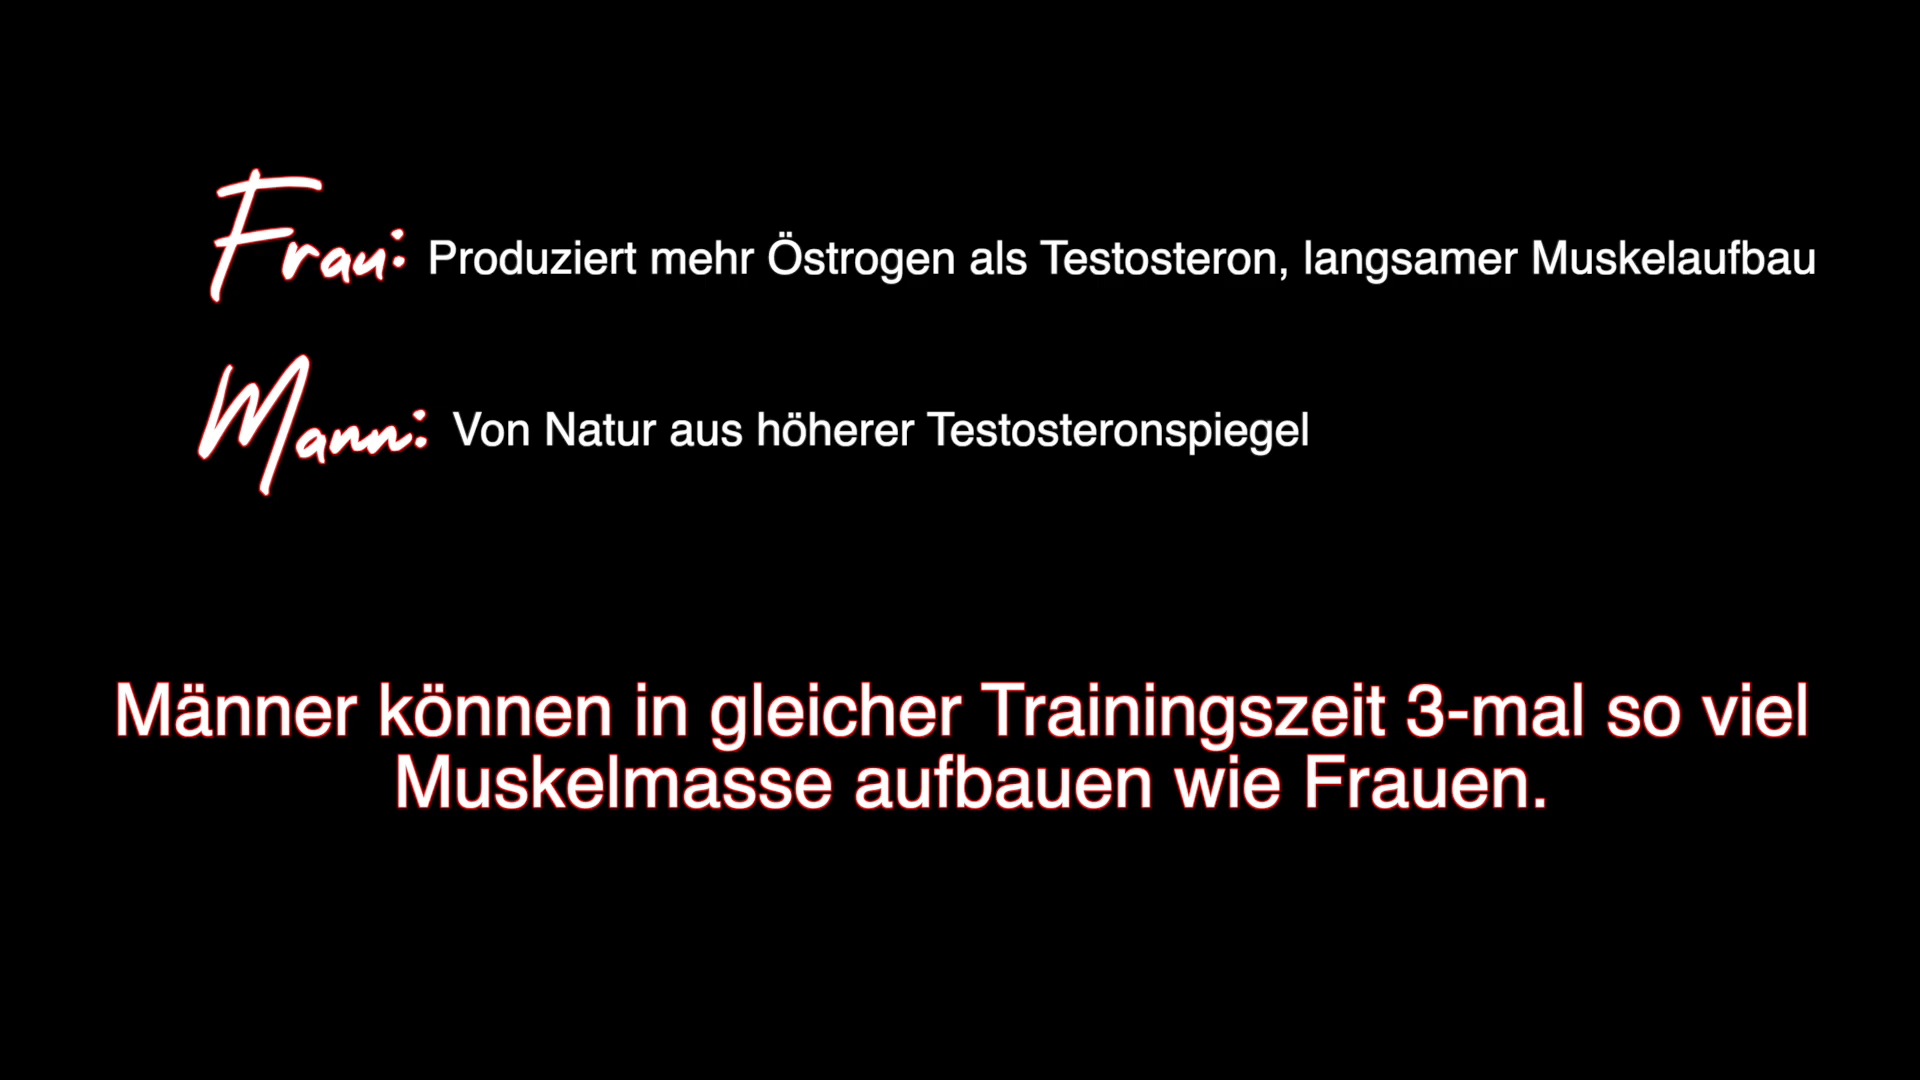 Frau: Produziert mehr Östrogen als Testosteron, langsamer Muskelaufbau
Mann: Von Natur aus höherer Testosteronspiegel
Männer können in gleicher Trainingszeit 3-mal so viel
Muskelmasse aufbauen wie Frauen.